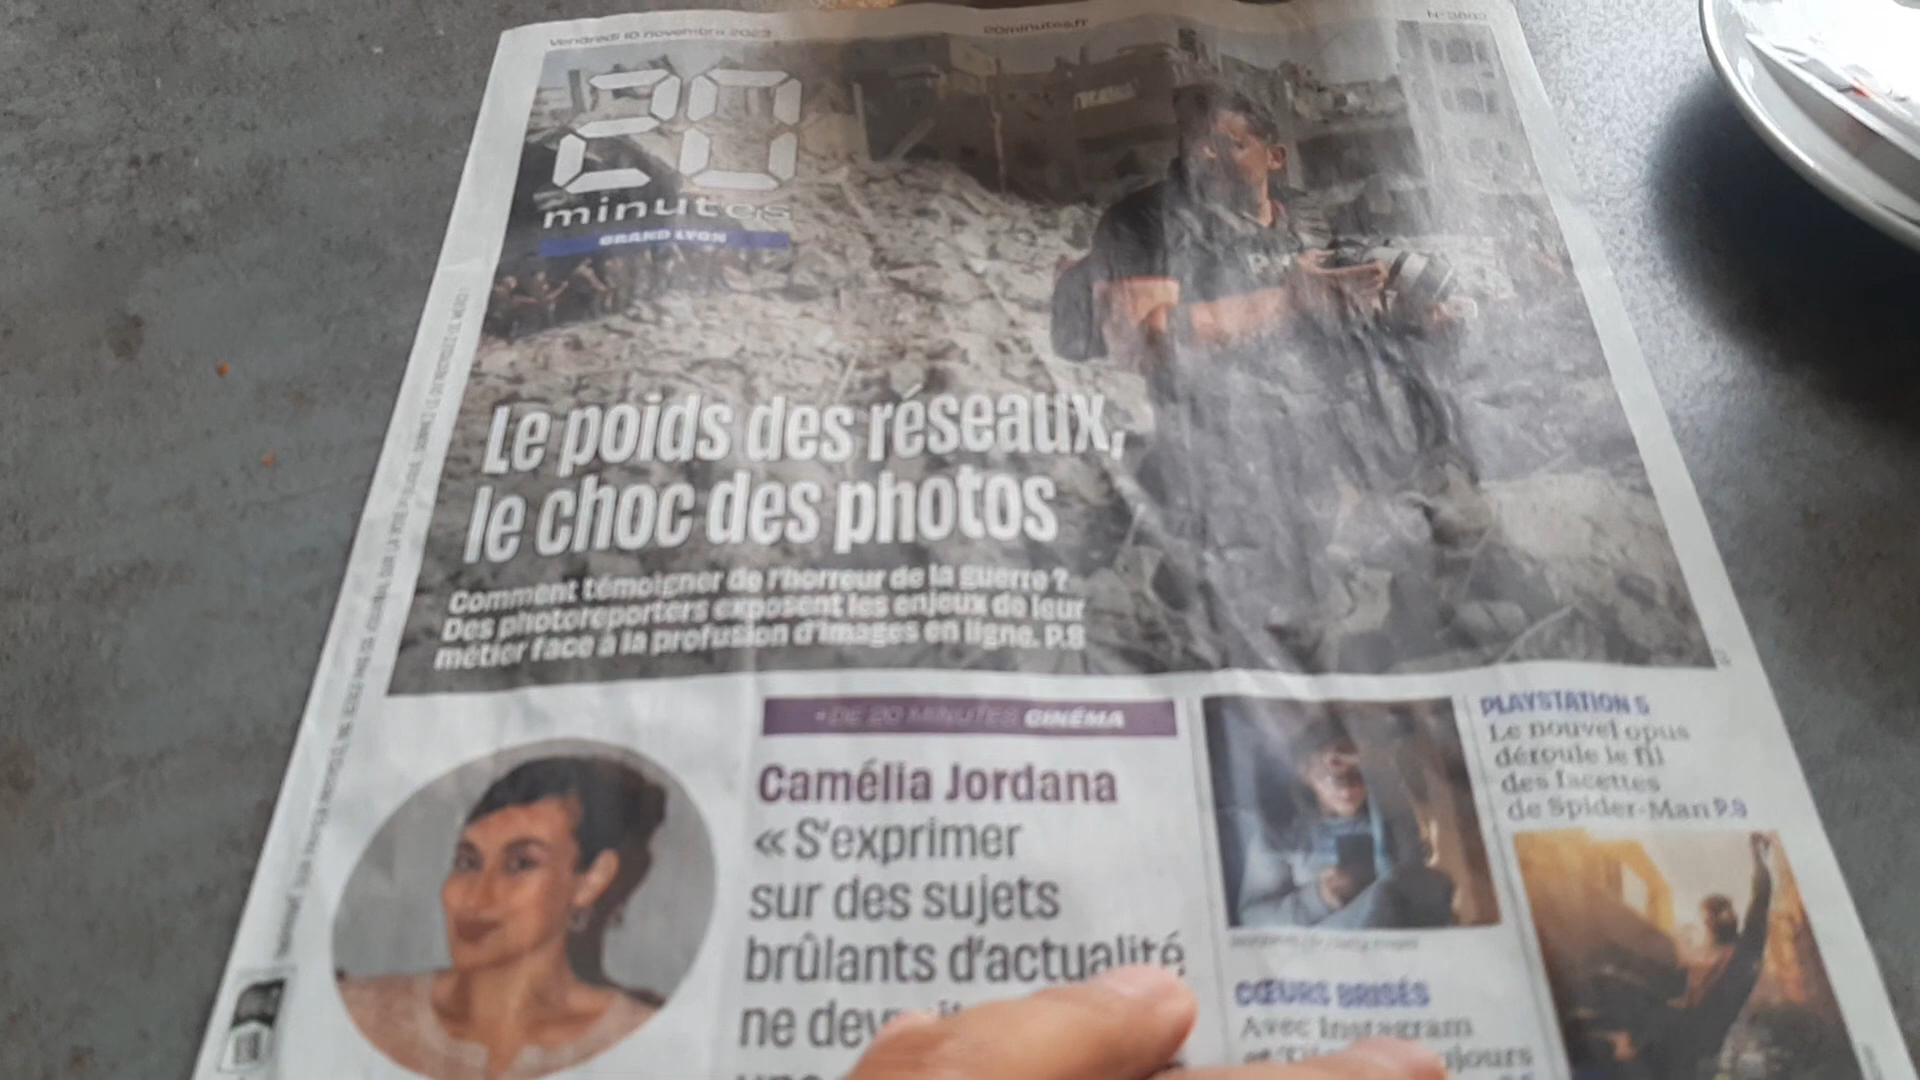 Vendredi 10 novembre 2023
20minutes.fr
20
minutes
GRAND LYON
Le poids des réseaux,
le choc des photos
Comment témoigner de l'horreur de la guerre ?
Des photoreporters exposent les enjeux de leur
métier face à la profusion d'images en ligne. P.8
+ DE 20 MINUTES CINÉMA
Camélia Jordana
« S'exprimer
sur des sujets
brûlants d'actualité
ne
CŒURS BRISÉS
Avec Instagram
PLAYSTATION 5
Le nouvel opus
déroule le fil
des facettes
de Spider-Man P.9